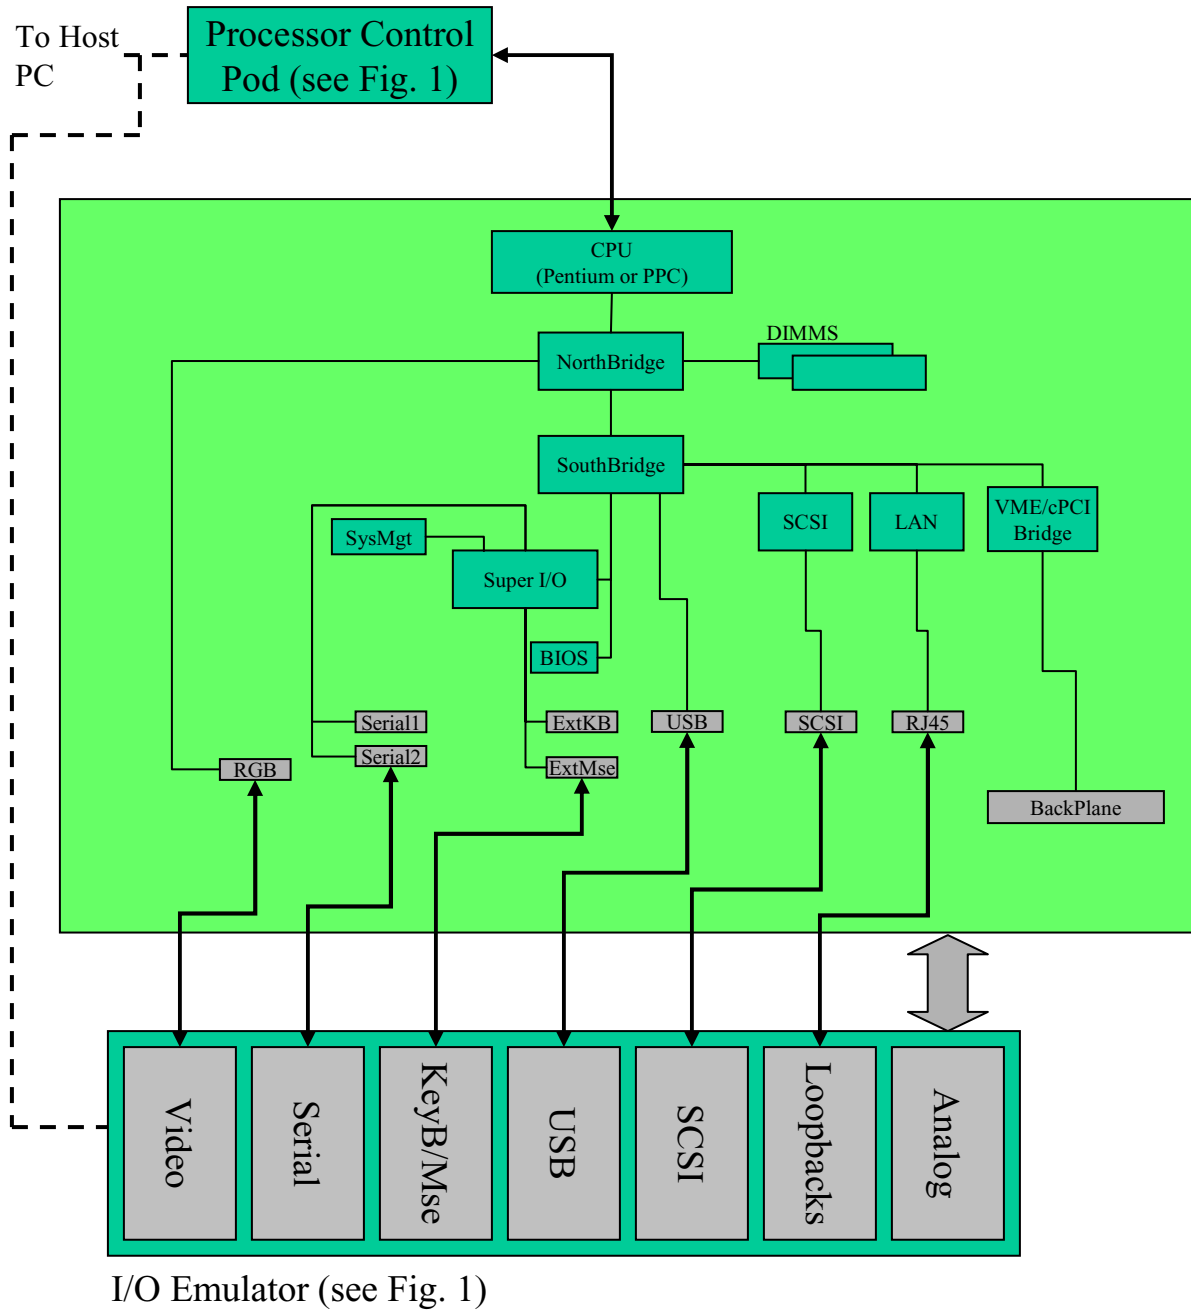 To Host
PC
Processor Control
Pod (see Fig. 1)
CPU
(Pentium or PPC)
DIMMS
NorthBridge
SouthBridge
SysMgt
Super I/O
BIOS
SCSI
LAN
VME/cPCI
Bridge
Serial1
Serial2
RGB
ExtKB
ExtMse
USB
SCSI
RJ45
BackPlane
Video
Serial
KeyB/Mse
USB
SCSI
Loopbacks
Analog
I/O Emulator (see Fig. 1)